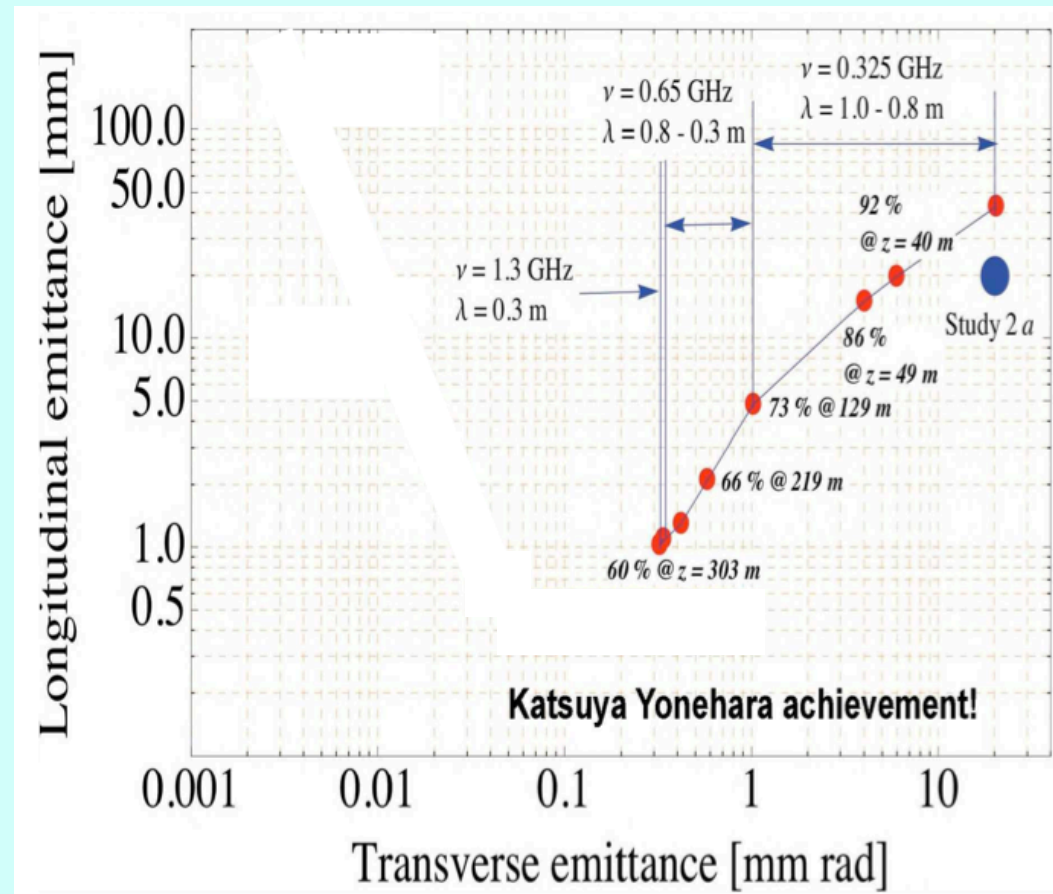 Longitudinal emittance [mm]
100.0
50.0
10.0
5.0
1.0
0.5
ν = 0.65 GHz
λ = 0.8 - 0.3 m
ν = 0.325 GHz
λ = 1.0 - 0.8 m
ν = 1.3 GHz
λ = 0.3 m
92 %
@ z = 40 m
Study 2 a
86 %
@ z = 49 m
73 % @ 129 m
66 % @ 219 m
60 % @ z = 303 m
Katsuya Yonehara achievement!
0.001 0.01 0.1 1 10
Transverse emittance [mm rad]